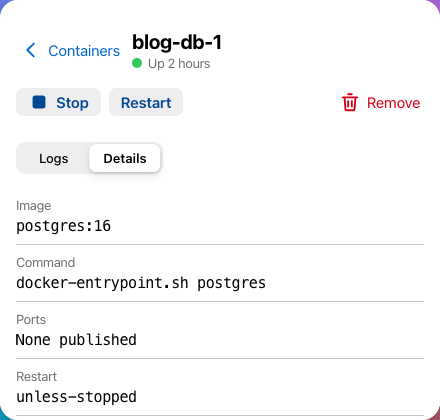 Containers
blog-db-1
Up 2 hours
Stop
Restart
Remove
Logs
Details
Image
postgres:16
Command
docker-entrypoint.sh postgres
Ports
None published
Restart
unless-stopped